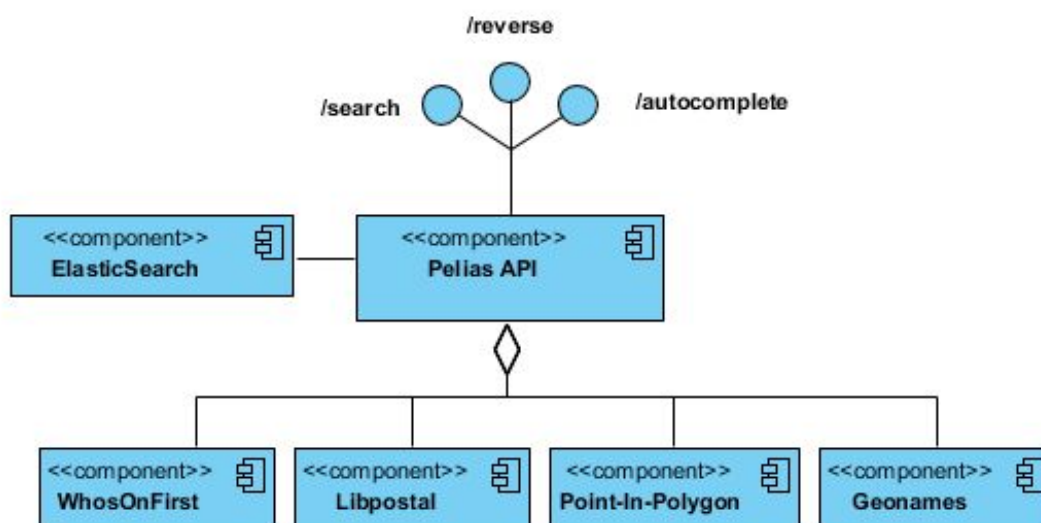 /reverse
/search
/autocomplete
<<component>>
ElasticSearch
<<component>>
Pelias API
<<component>>
WhosOnFirst
<<component>>
Libpostal
<<component>>
Point-In-Polygon
<<component>>
Geonames